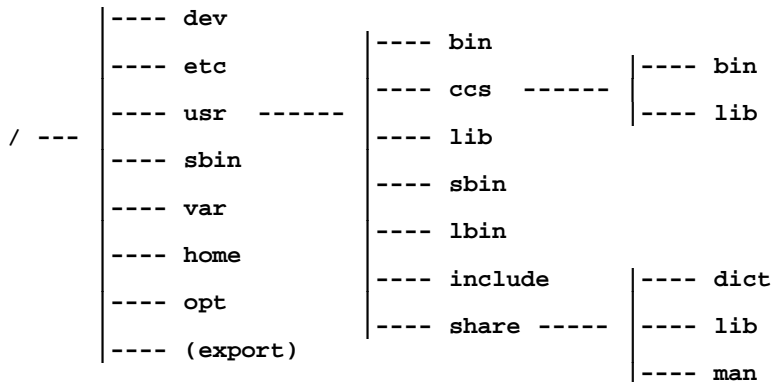 |---- dev
|---- bin
|---- etc
|---- bin
|---- ccs ------
|---- usr ------
|---- lib
/ ---
|---- lib
|---- sbin
|---- sbin
|---- var
|---- lbin
|---- home
|---- include
|---- dict
|---- opt
|---- share -----
|---- lib
|---- (export)
|---- man